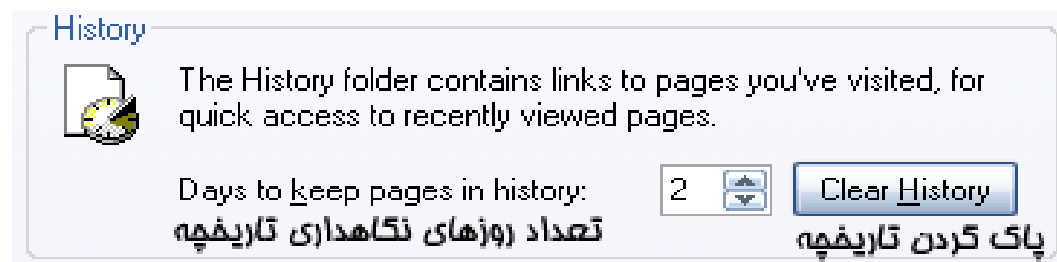 History
The History folder contains links to pages you've visited, for
quick access to recently viewed pages.
Days to keep pages in history: 2 Clear History
تعداد روزهای نگاهداری تاریخچه
پاک کردن تاریخچه